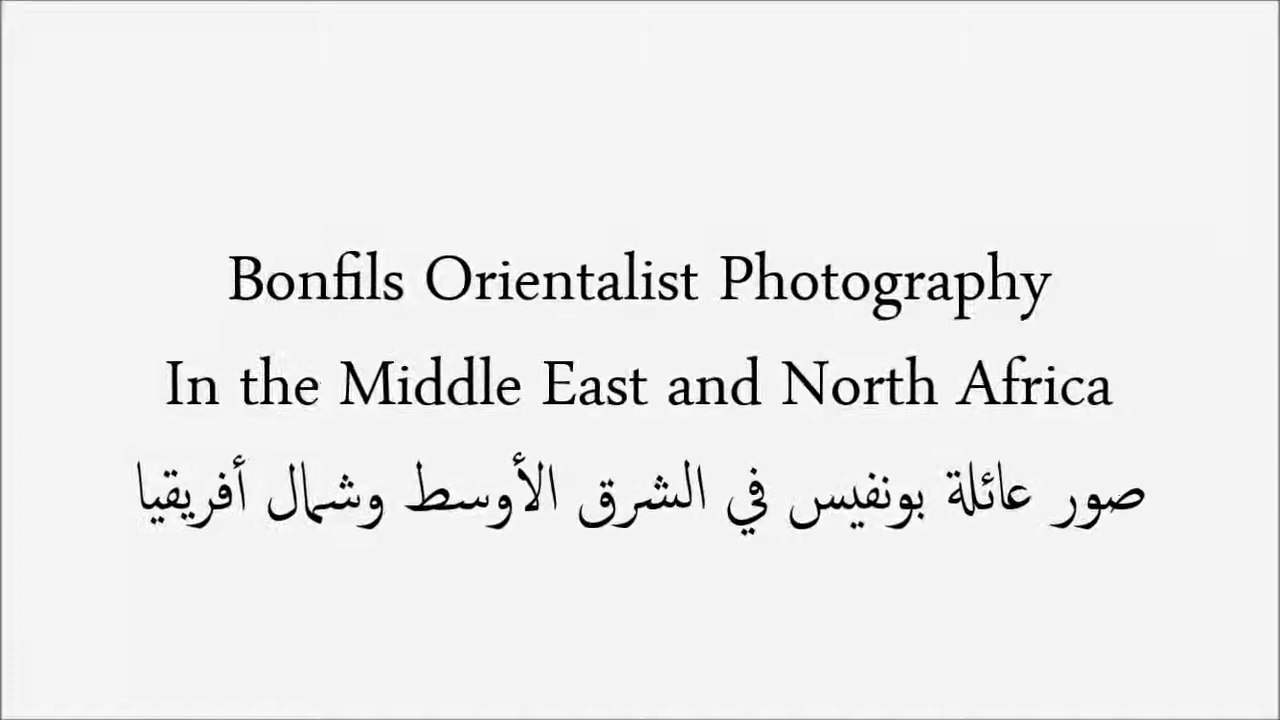 Bonfils Orientalist Photography
In the Middle East and North Africa
صور عائلة بونفيس في الشرق الأوسط وشمال أفريقيا